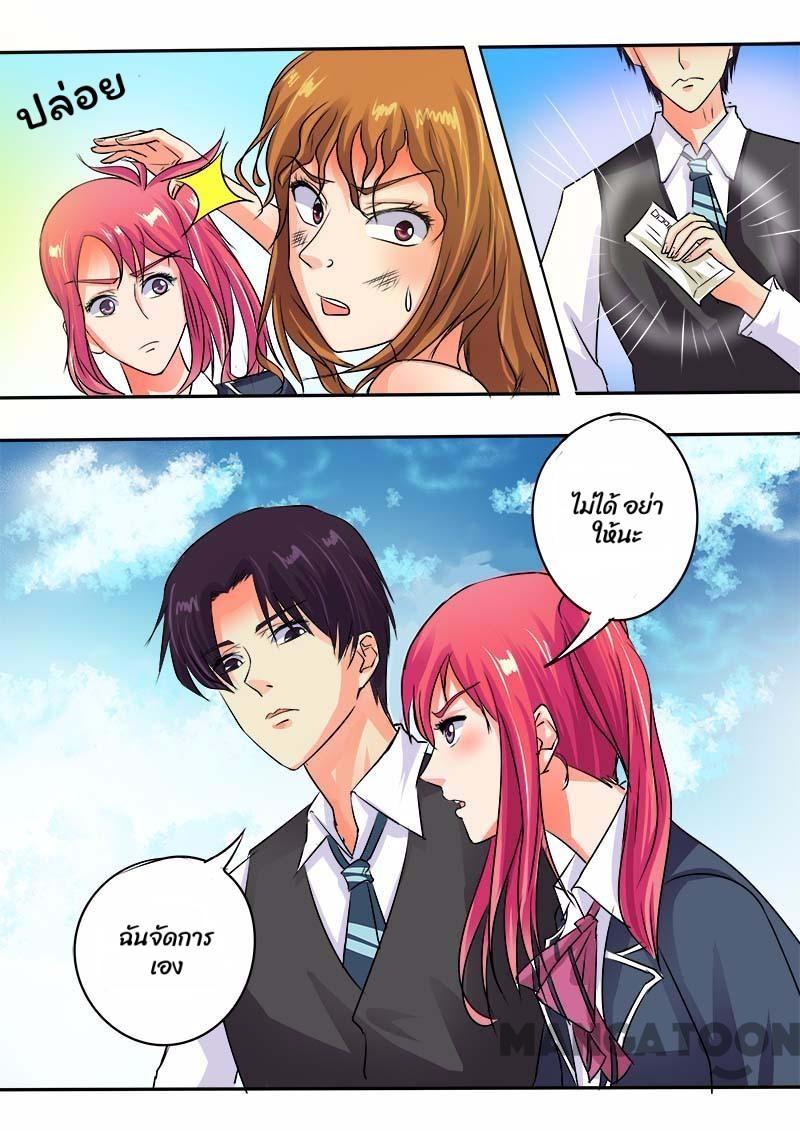 ปล่อย
ไม่ได้ อย่า
ให้นะ
ฉันจัดการ
เอง
MANGATOON